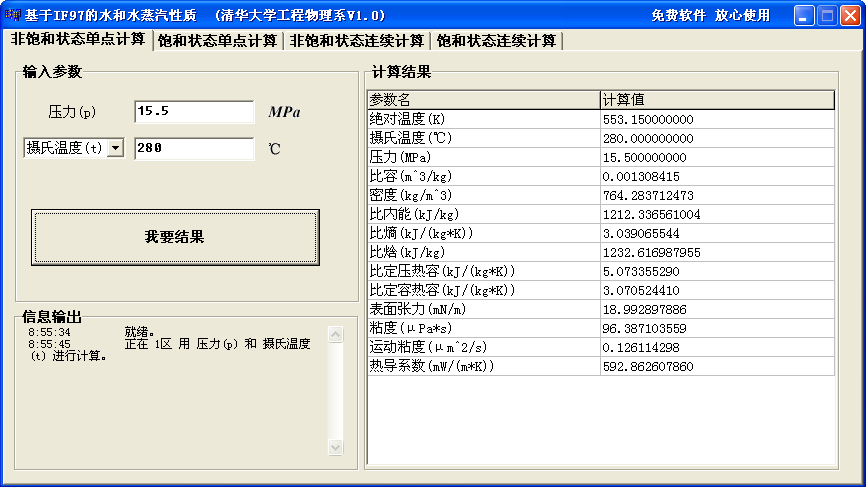 基于IF97的水和水蒸汽性质 (清华大学工程物理系V1.0) 免费软件 放心使用
非饱和状态单点计算 饱和状态单点计算 非饱和状态连续计算 饱和状态连续计算
输入参数
压力(p) 15.5 MPa
摄氏温度(t) 280 ℃
我要结果
信息输出
8:55:34 就绪。
8:55:45 正在 1区 用 压力(p) 和 摄氏温度
(t) 进行计算。
计算结果
参数名 计算值
绝对温度(K) 553.150000000
摄氏温度(℃) 280.000000000
压力(MPa) 15.500000000
比容(m^3/kg) 0.001308415
密度(kg/m^3) 764.283712473
比内能(kJ/kg) 1212.336561004
比熵(kJ/(kg*K)) 3.039065544
比焓(kJ/kg) 1232.616987955
比定压热容(kJ/(kg*K)) 5.073355290
比定容热容(kJ/(kg*K)) 3.070524410
表面张力(mN/m) 18.992897886
粘度(μPa*s) 96.387103559
运动粘度(μm^2/s) 0.126114298
热导系数(mW/(m*K)) 592.862607860